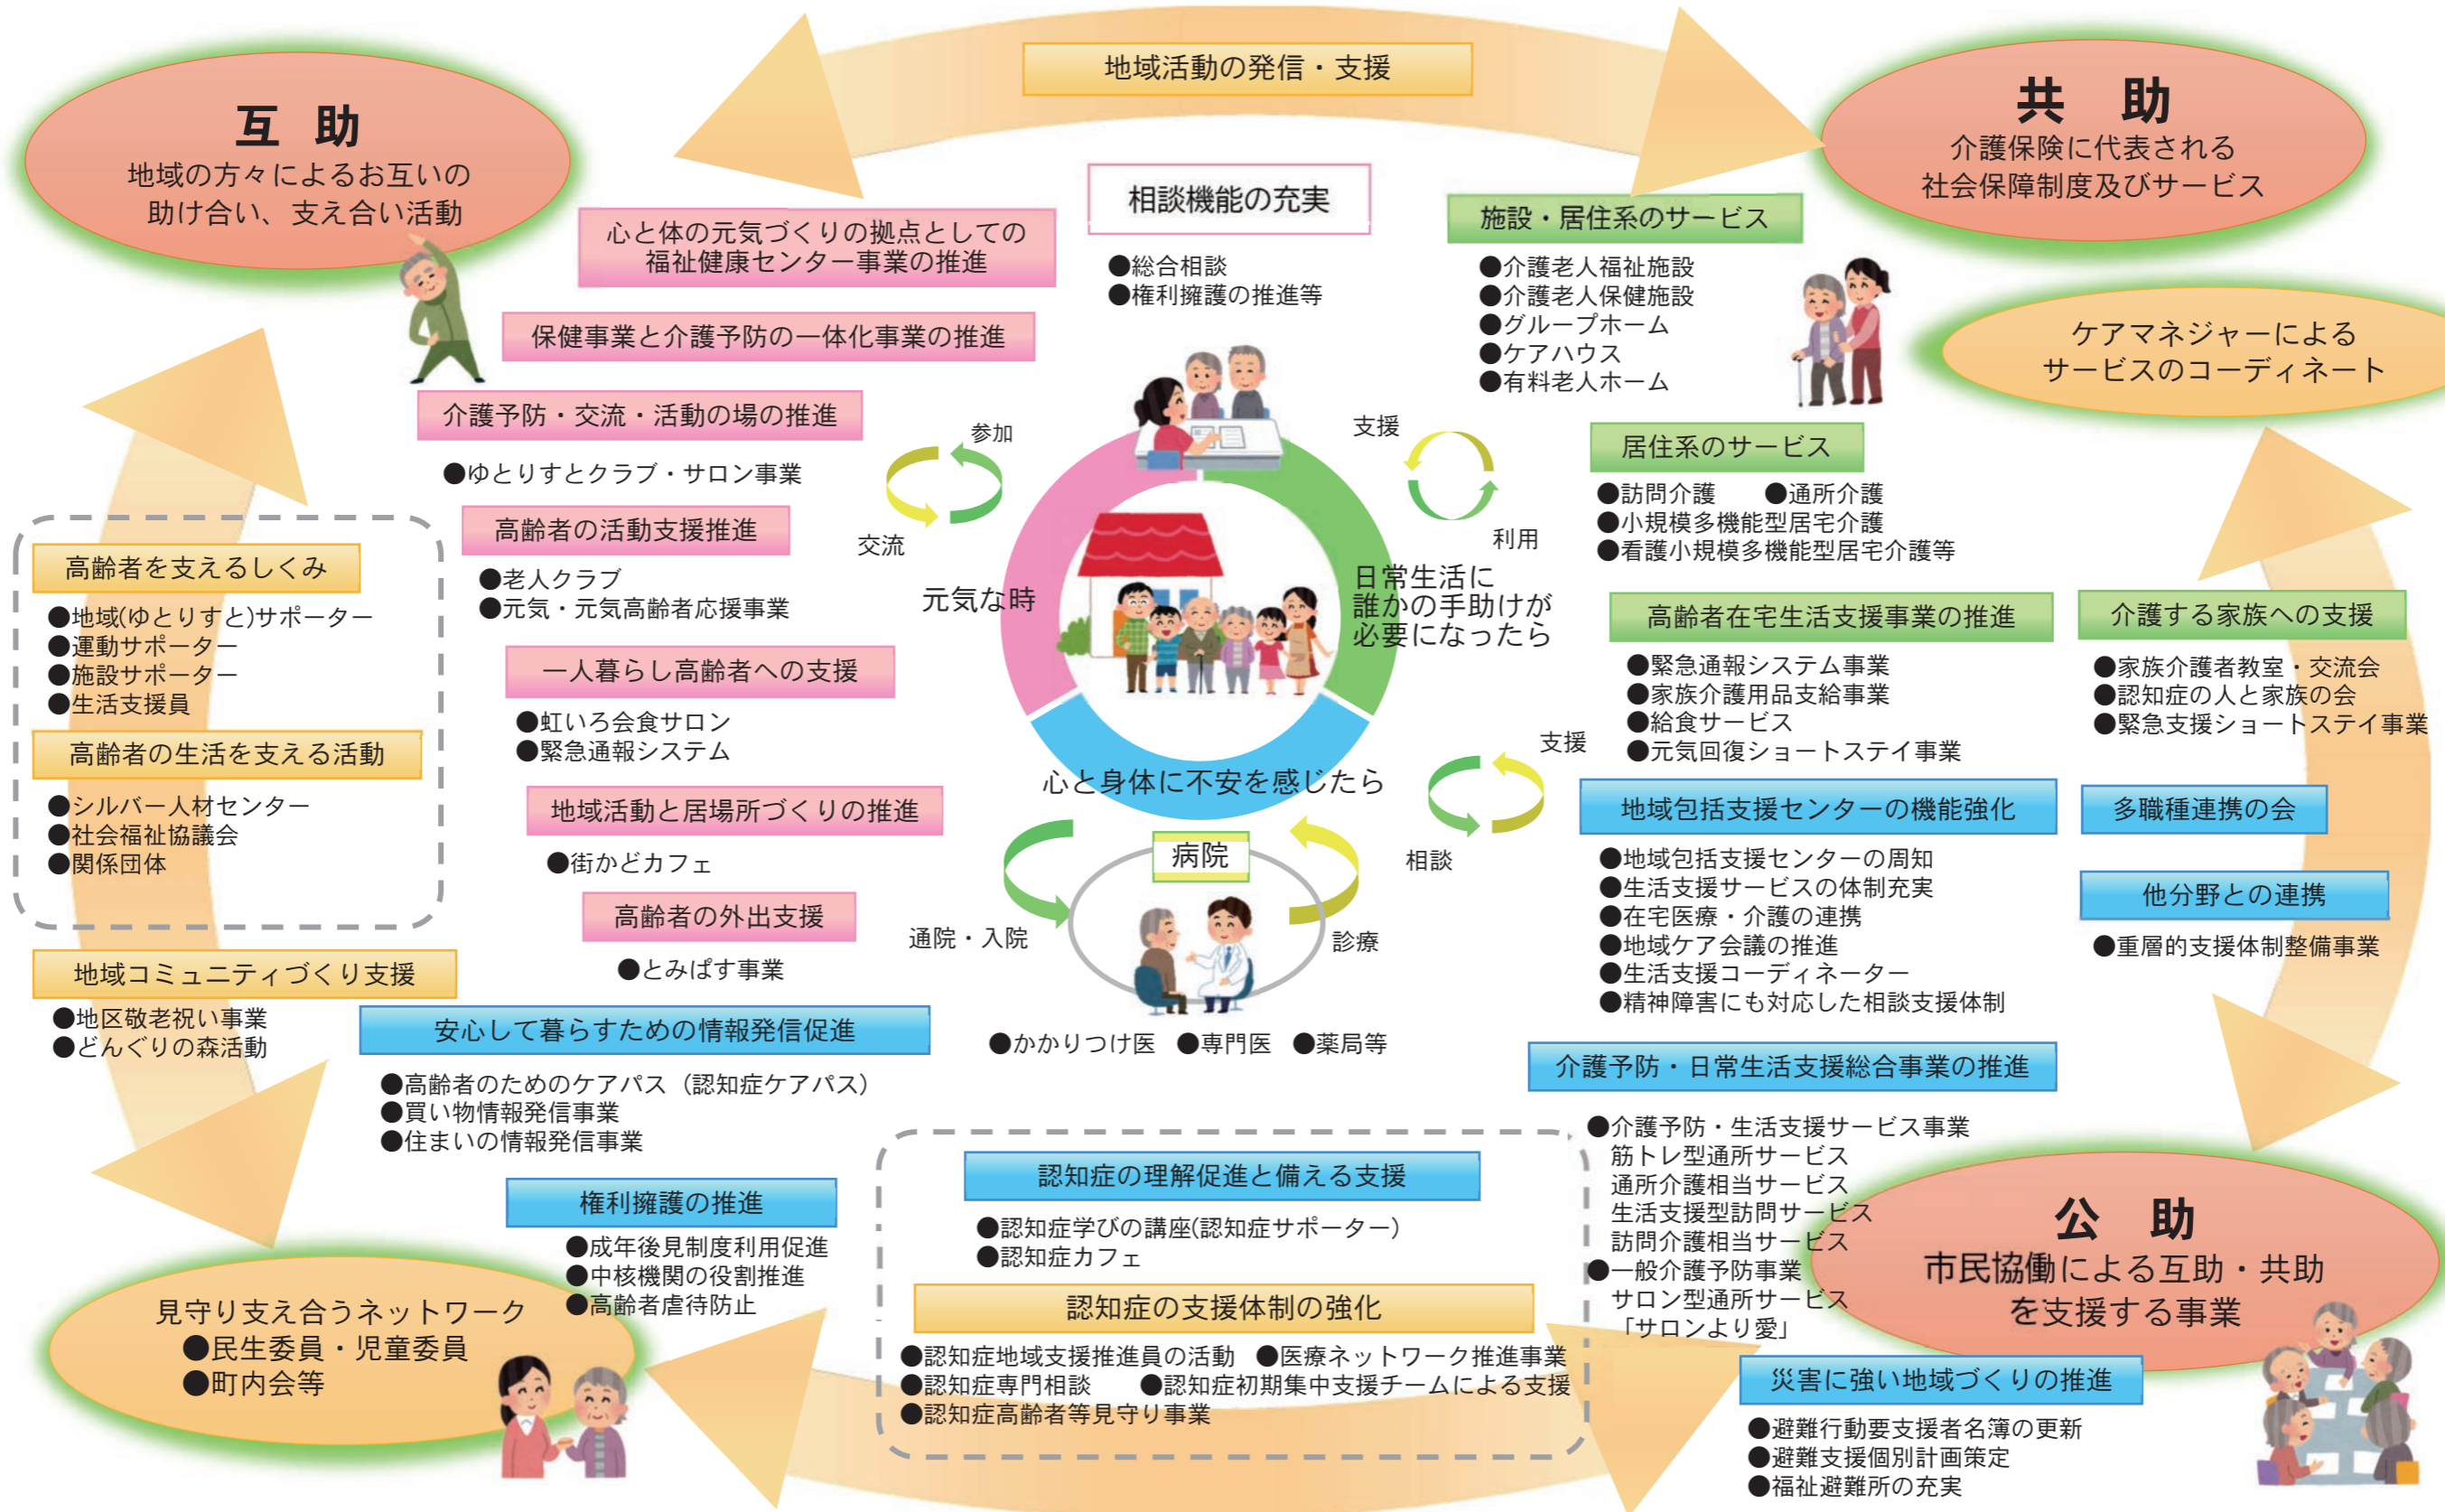 地域活動の発信・支援
互 助
地域の方々によるお互いの
助け合い、支え合い活動
共 助
介護保険に代表される
社会保障制度及びサービス
ケアマネジャーによる
サービスのコーディネート
相談機能の充実
●総合相談
●権利擁護の推進等
心と体の元気づくりの拠点としての
福祉健康センター事業の推進
保健事業と介護予防の一体化事業の推進
介護予防・交流・活動の場の推進
●ゆとりすとクラブ・サロン事業
高齢者の活動支援推進
●老人クラブ
●元気・元気高齢者応援事業
一人暮らし高齢者への支援
●虹いろ会食サロン
●緊急通報システム
地域活動と居場所づくりの推進
●街かどカフェ
高齢者の外出支援
●とみぱす事業
参加
交流
元気な時
支援
利用
日常生活に
誰かの手助けが
必要になったら
心と身体に不安を感じたら
支援
相談
病院
通院・入院
診療
●かかりつけ医 ●専門医 ●薬局等
施設・居住系のサービス
●介護老人福祉施設
●介護老人保健施設
●グループホーム
●ケアハウス
●有料老人ホーム
居住系のサービス
●訪問介護 ●通所介護
●小規模多機能型居宅介護
●看護小規模多機能型居宅介護等
高齢者在宅生活支援事業の推進
●緊急通報システム事業
●家族介護用品支給事業
●給食サービス
●元気回復ショートステイ事業
介護する家族への支援
●家族介護者教室・交流会
●認知症の人と家族の会
●緊急支援ショートステイ事業
地域包括支援センターの機能強化
●地域包括支援センターの周知
●生活支援サービスの体制充実
●在宅医療・介護の連携
●地域ケア会議の推進
●生活支援コーディネーター
●精神障害にも対応した相談支援体制
多職種連携の会
他分野との連携
●重層的支援体制整備事業
介護予防・日常生活支援総合事業の推進
●介護予防・生活支援サービス事業
筋トレ型通所サービス
通所介護相当サービス
生活支援型訪問サービス
訪問介護相当サービス
●一般介護予防事業
サロン型通所サービス
「サロンより愛」
公 助
市民協働による互助・共助
を支援する事業
災害に強い地域づくりの推進
●避難行動要支援者名簿の更新
●避難支援個別計画策定
●福祉避難所の充実
高齢者を支えるしくみ
●地域(ゆとりすと)サポーター
●運動サポーター
●施設サポーター
●生活支援員
高齢者の生活を支える活動
●シルバー人材センター
●社会福祉協議会
●関係団体
地域コミュニティづくり支援
●地区敬老祝い事業
●どんぐりの森活動
安心して暮らすための情報発信促進
●高齢者のためのケアパス（認知症ケアパス）
●買い物情報発信事業
●住まいの情報発信事業
権利擁護の推進
●成年後見制度利用促進
●中核機関の役割推進
●高齢者虐待防止
見守り支え合うネットワーク
●民生委員・児童委員
●町内会等
認知症の理解促進と備える支援
●認知症学びの講座(認知症サポーター)
●認知症カフェ
認知症の支援体制の強化
●認知症地域支援推進員の活動 ●医療ネットワーク推進事業
●認知症専門相談 ●認知症初期集中支援チームによる支援
●認知症高齢者等見守り事業